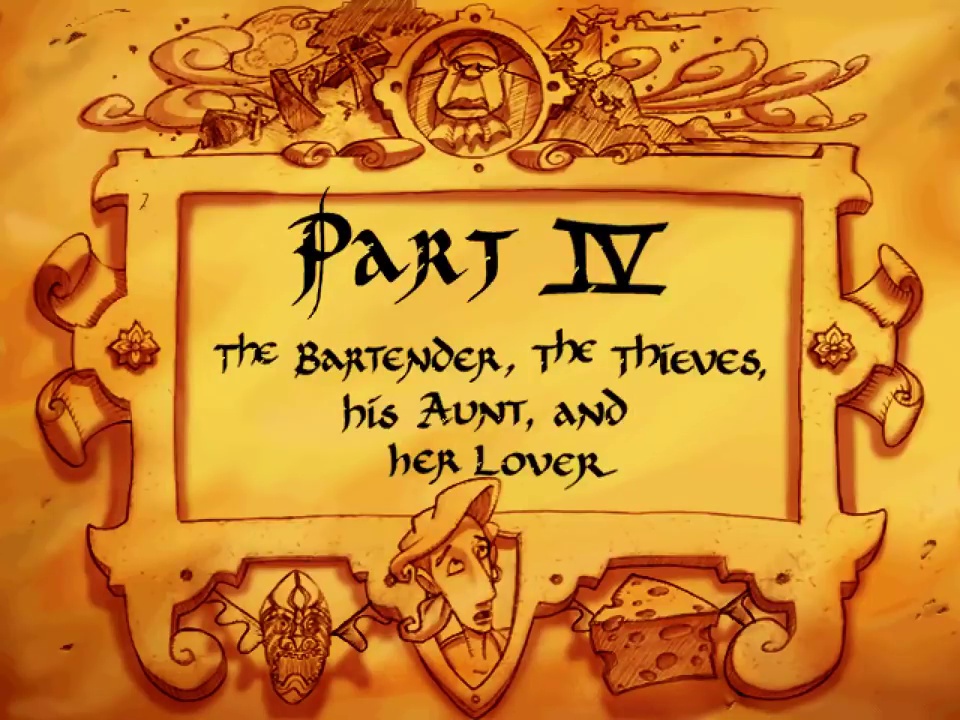 Part IV
the Bartender, the Thieves,
his Aunt, and
her Lover